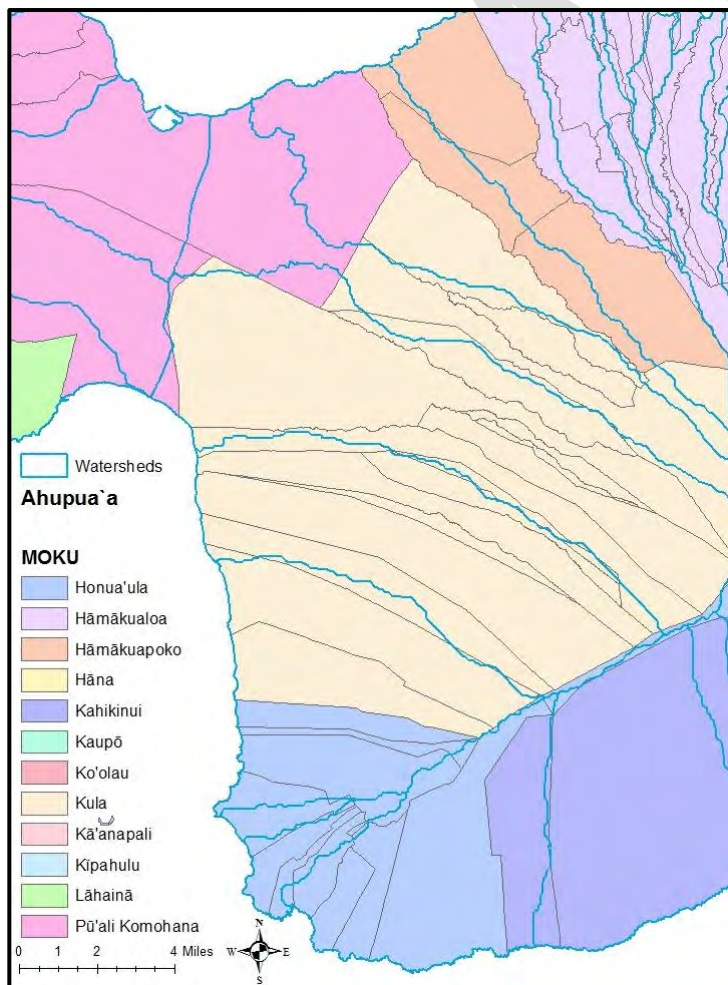 Watersheds
Ahupua`a
MOKU
Honua'ula
Hāmākualoa
Hāmākuapoko
Hāna
Kahikinui
Kaupō
Ko'olau
Kula
Kā'anapali
Kīpahulu
Lāhainā
Pū'ali Komohana
0 1 2 4 Miles
N
W E
S